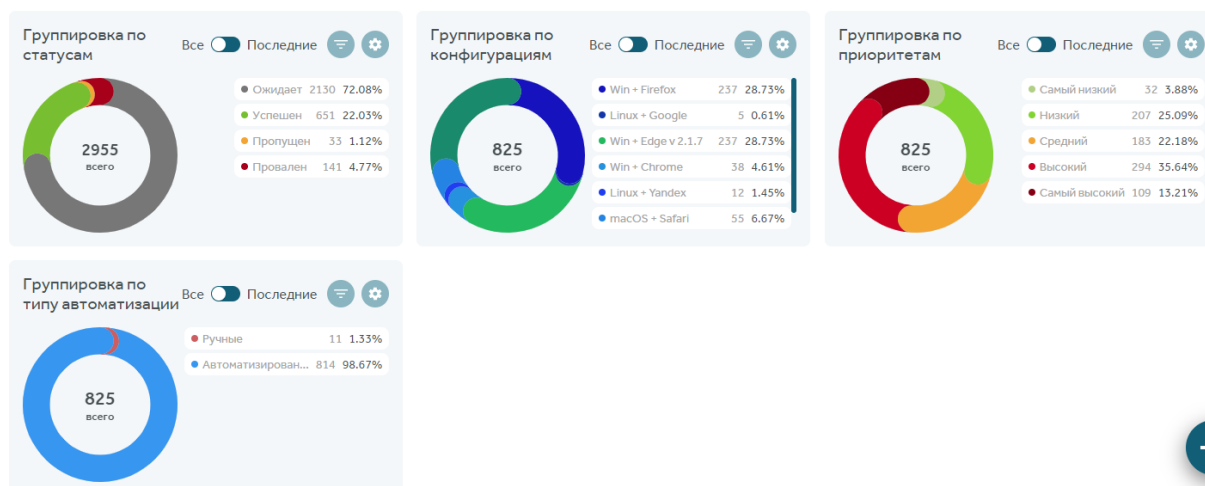 Группировка по
статусам
Все Последние
2955
всего
Ожидает 2130 72.08%
Успешен 651 22.03%
Пропущен 33 1.12%
Провален 141 4.77%
Группировка по
конфигурациям
Все Последние
825
всего
Win + Firefox 237 28.73%
Linux + Google 5 0.61%
Win + Edge v 2.1.7 237 28.73%
Win + Chrome 38 4.61%
Linux + Yandex 12 1.45%
macOS + Safari 55 6.67%
Группировка по
приоритетам
Все Последние
825
всего
Самый низкий 32 3.88%
Низкий 207 25.09%
Средний 183 22.18%
Высокий 294 35.64%
Самый высокий 109 13.21%
Группировка по
типу автоматизации
Все Последние
825
всего
Ручные 11 1.33%
Автоматизирован... 814 98.67%